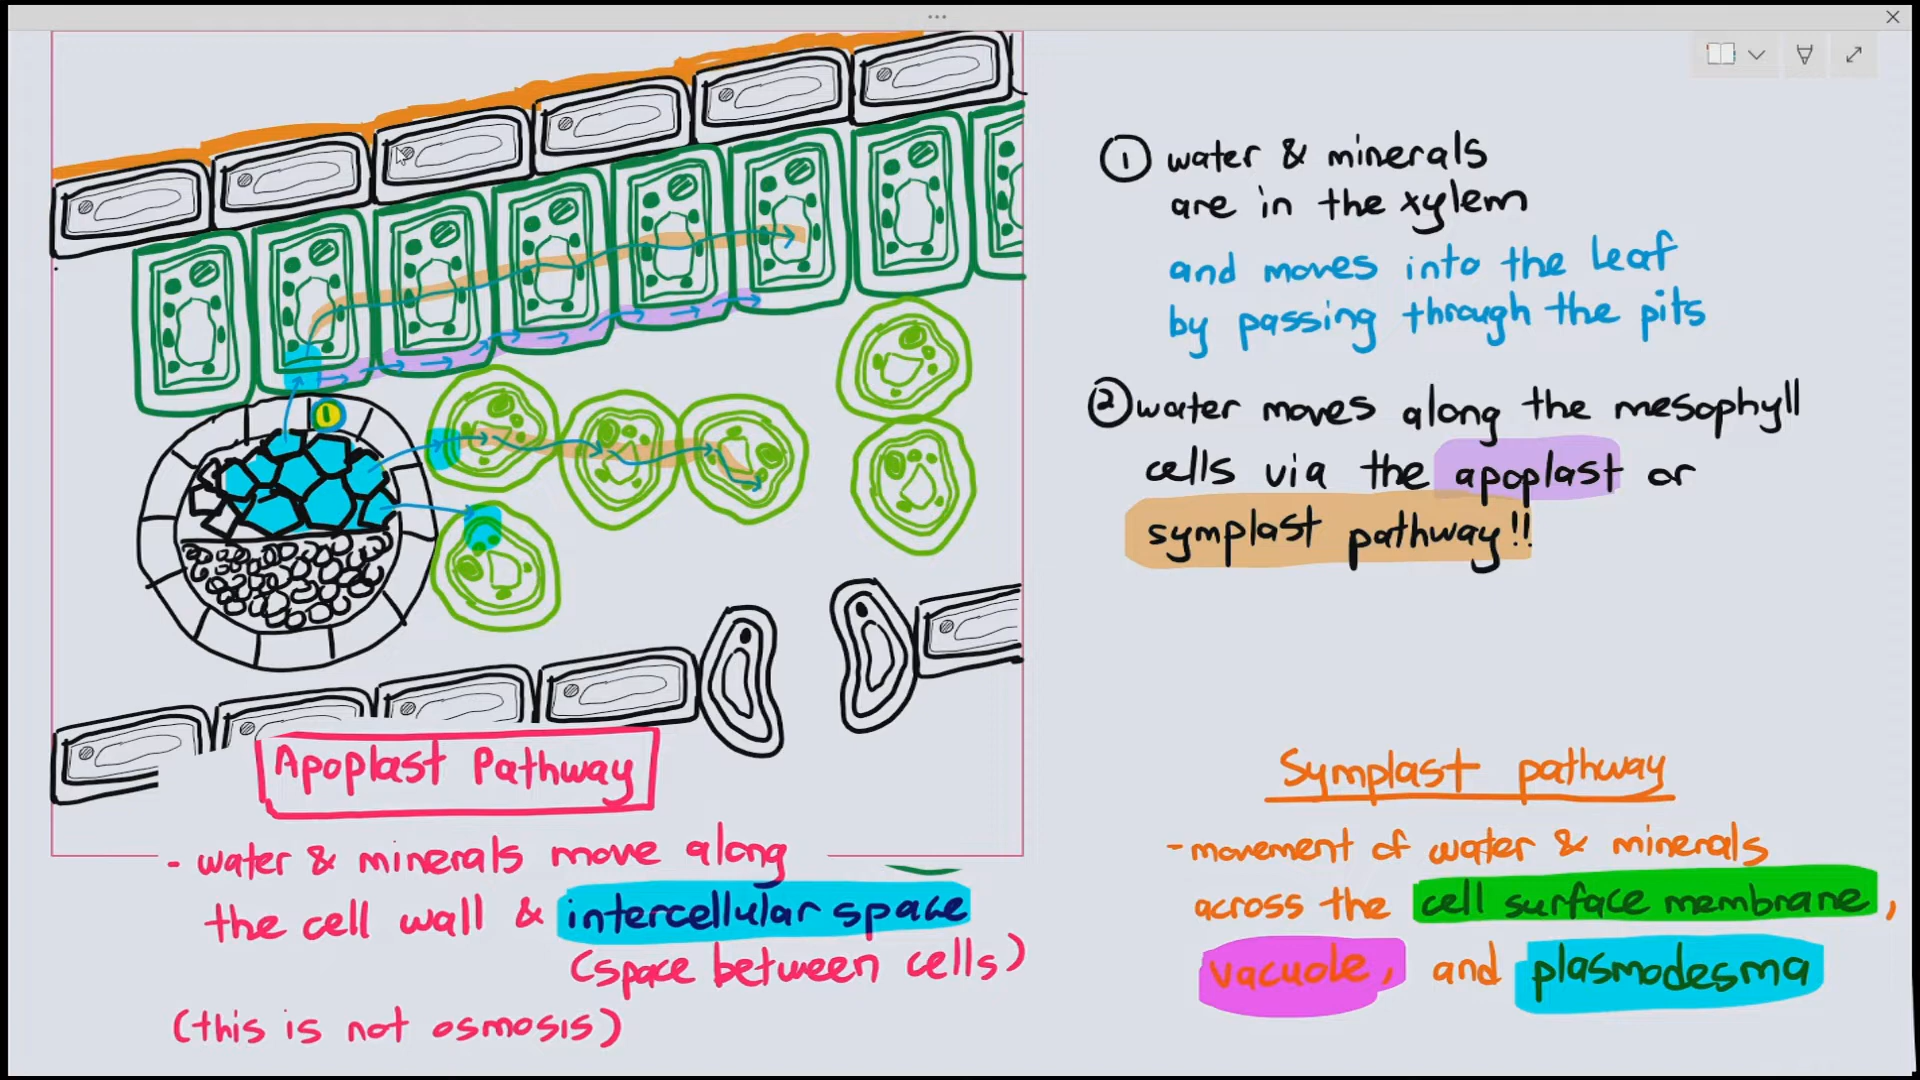 ① water & minerals
are in the xylem
and moves into the leaf
by passing through the pits
② water moves along the mesophyll
cells via the apoplast or
symplast pathway!!
1
Apoplast Pathway
- water & minerals move along
the cell wall & intercellular space
(space between cells)
(this is not osmosis)
Symplast pathway
- movement of water & minerals
across the cell surface membrane,
vacuole, and plasmodesma